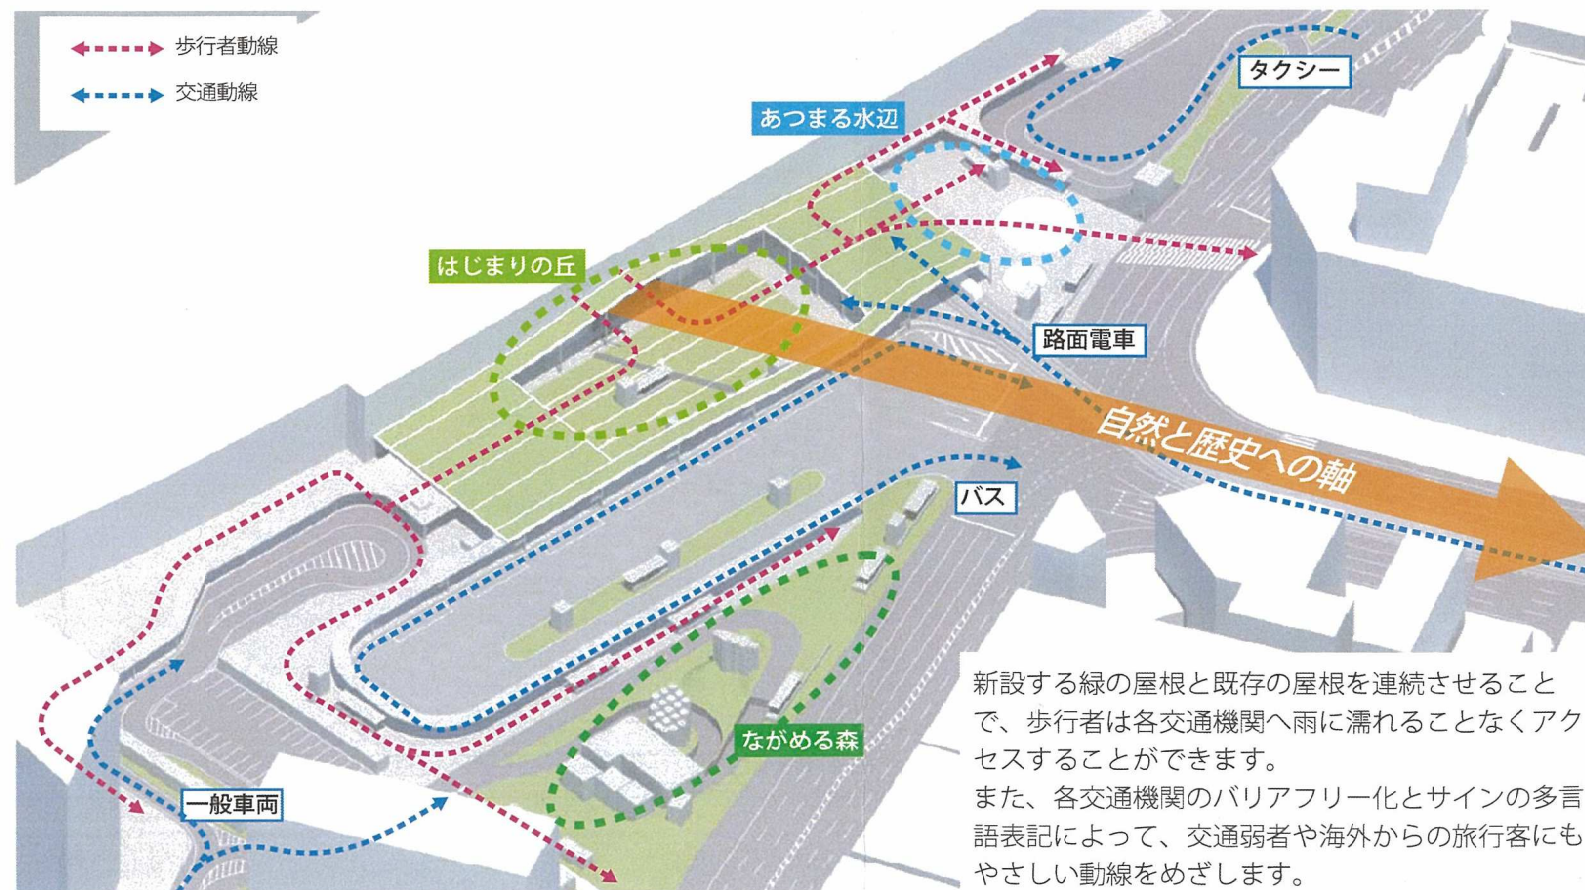 歩行者動線
交通動線
タクシー
あつまる水辺
はじまりの丘
路面電車
自然と歴史への軸
バス
ながめる森
一般車両
新設する緑の屋根と既存の屋根を連続させること
で、歩行者は各交通機関へ雨に濡れることなくアク
セスすることができます。
また、各交通機関のバリアフリー化とサインの多言
語表記によって、交通弱者や海外からの旅行客にも
やさしい動線をめざします。